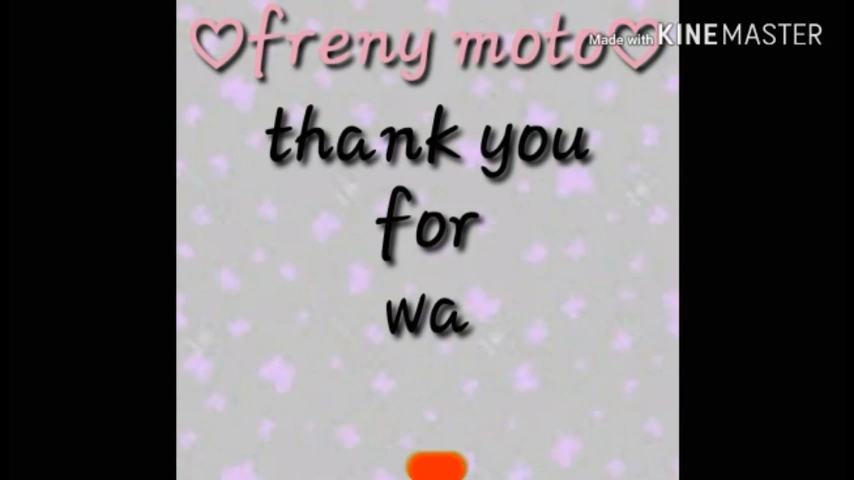 ♡freny moto♡
Made with KINEMASTER
thank you
for
wa